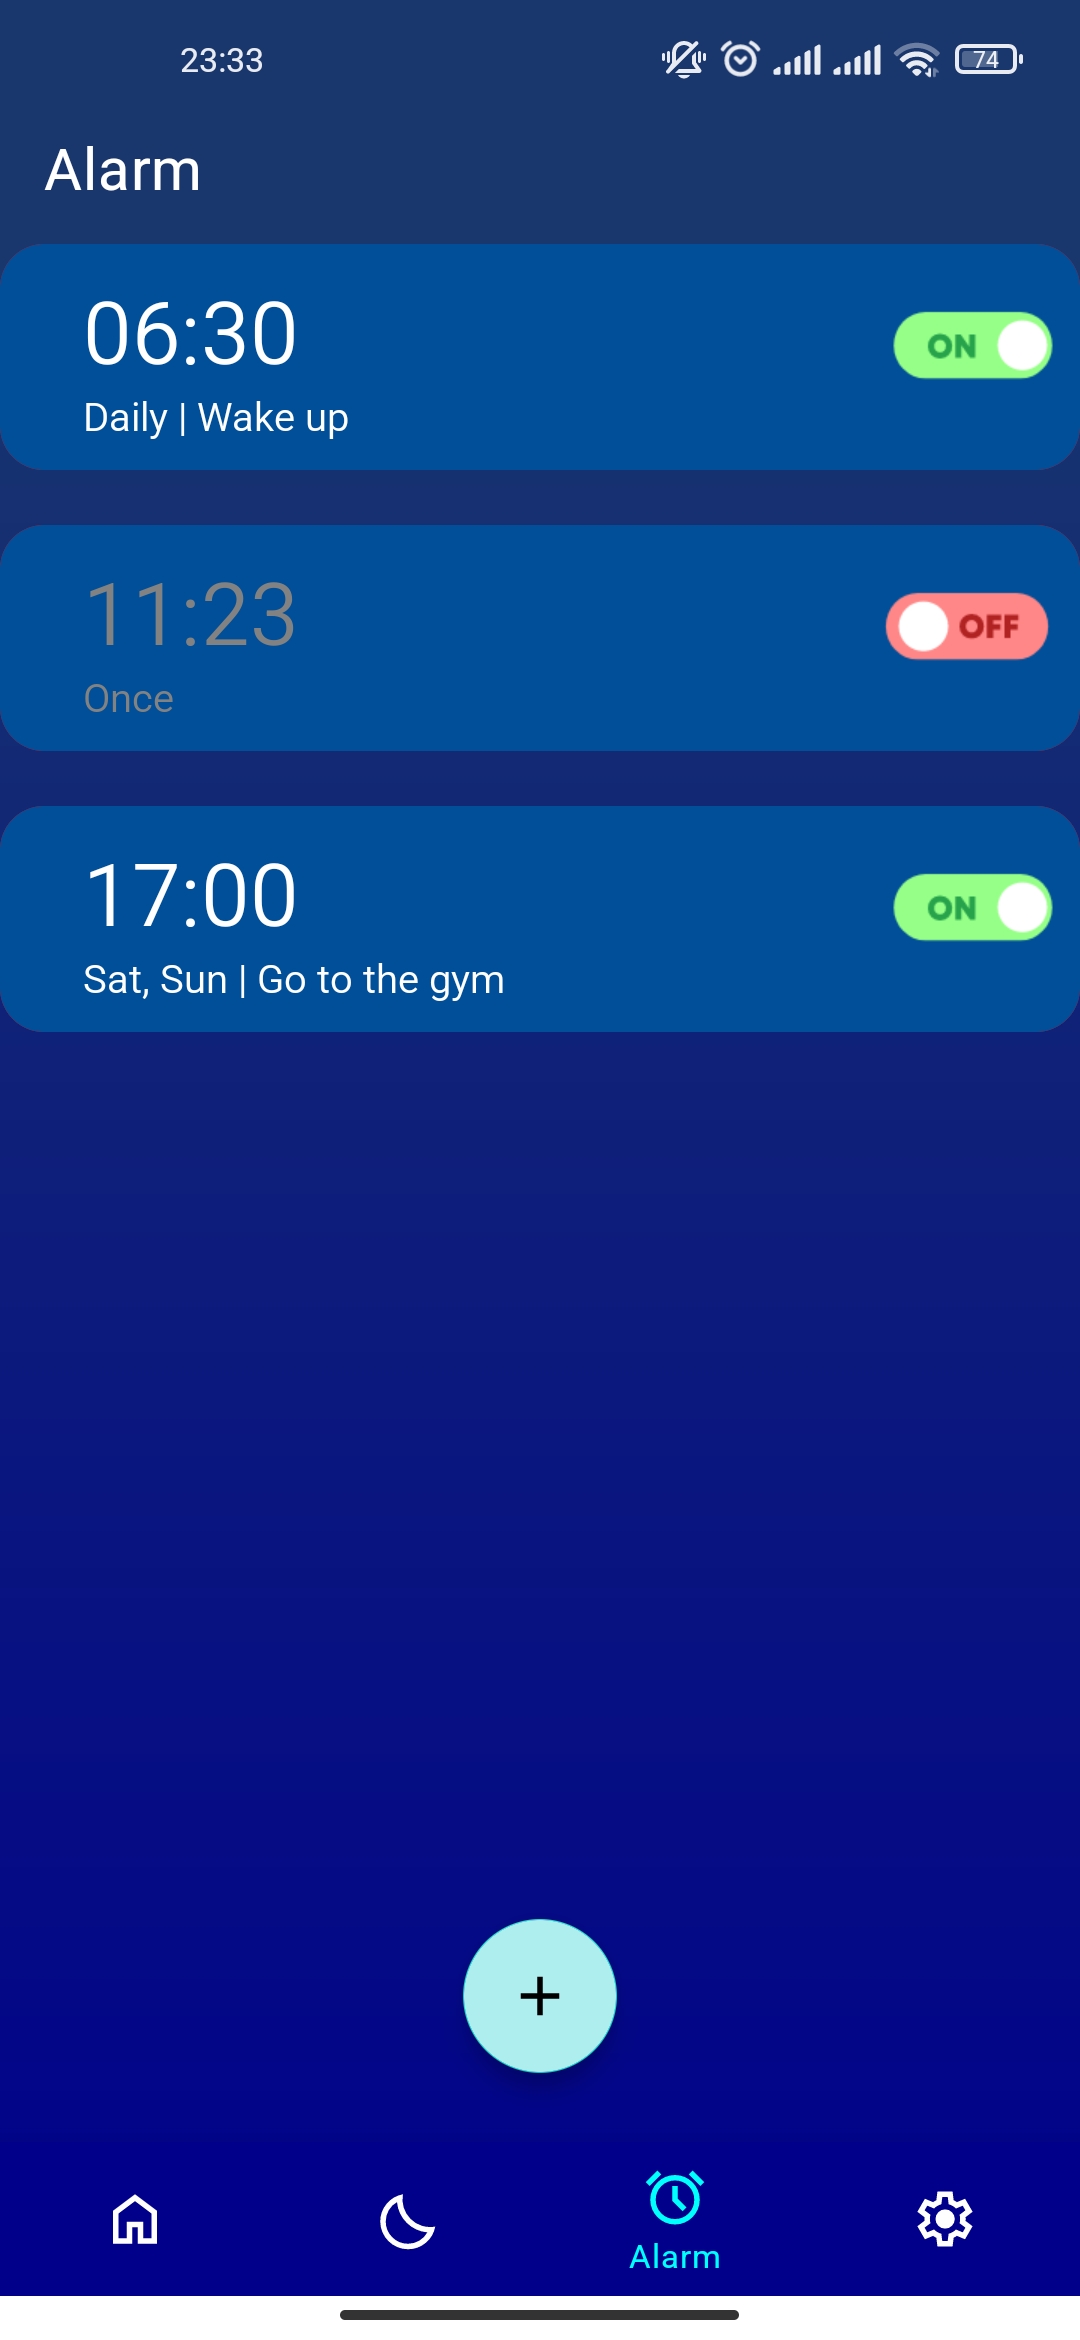 23:33
74
Alarm
06:30
ON
Daily | Wake up
11:23
OFF
Once
17:00
ON
Sat, Sun | Go to the gym
+
Alarm